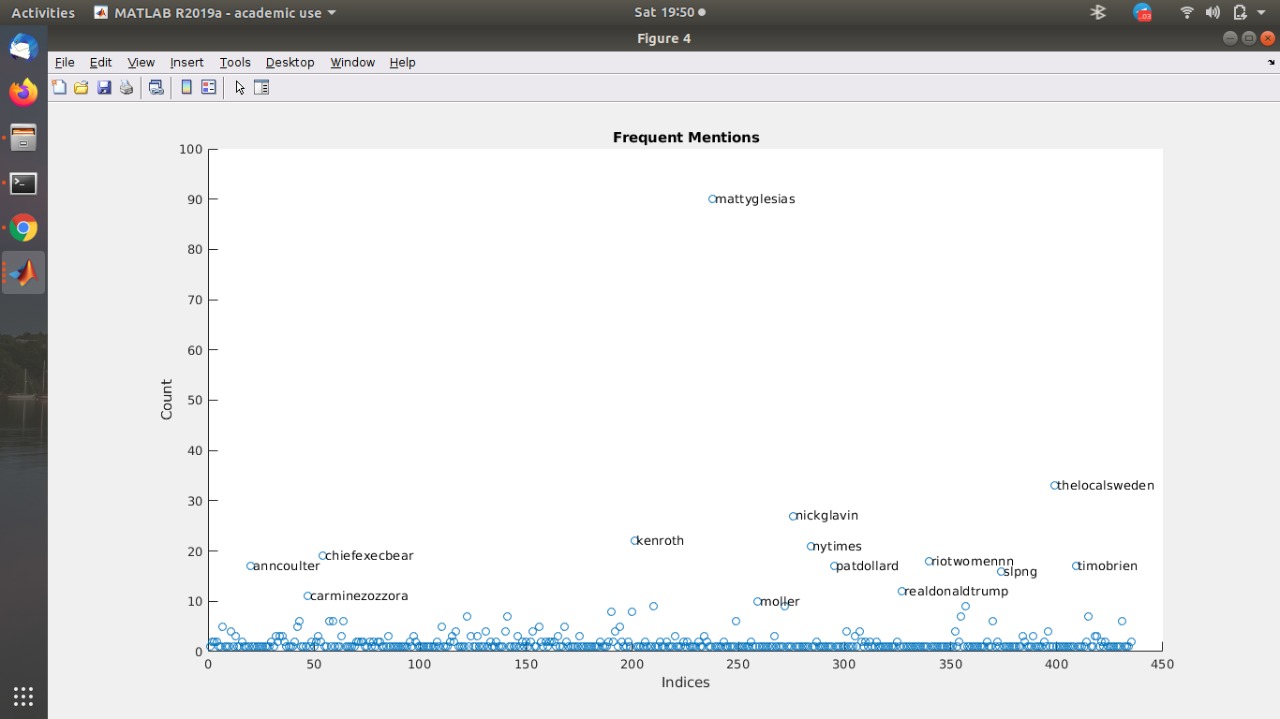 Activities MATLAB R2019a - academic use Sat 19:50
.03
Figure 4
File Edit View Insert Tools Desktop Window Help
Frequent Mentions
100
90
80
70
60
50
40
30
20
10
0
Count
mattyglesias
thelocalsweden
nickglavin
kenroth
nytimes
chiefexecbear
riotwomennn
anncoulter
patdollard
timobrien
slpng
realdonaldtrump
carminezozzora
moller
0 50 100 150 200 250 300 350 400 450
Indices